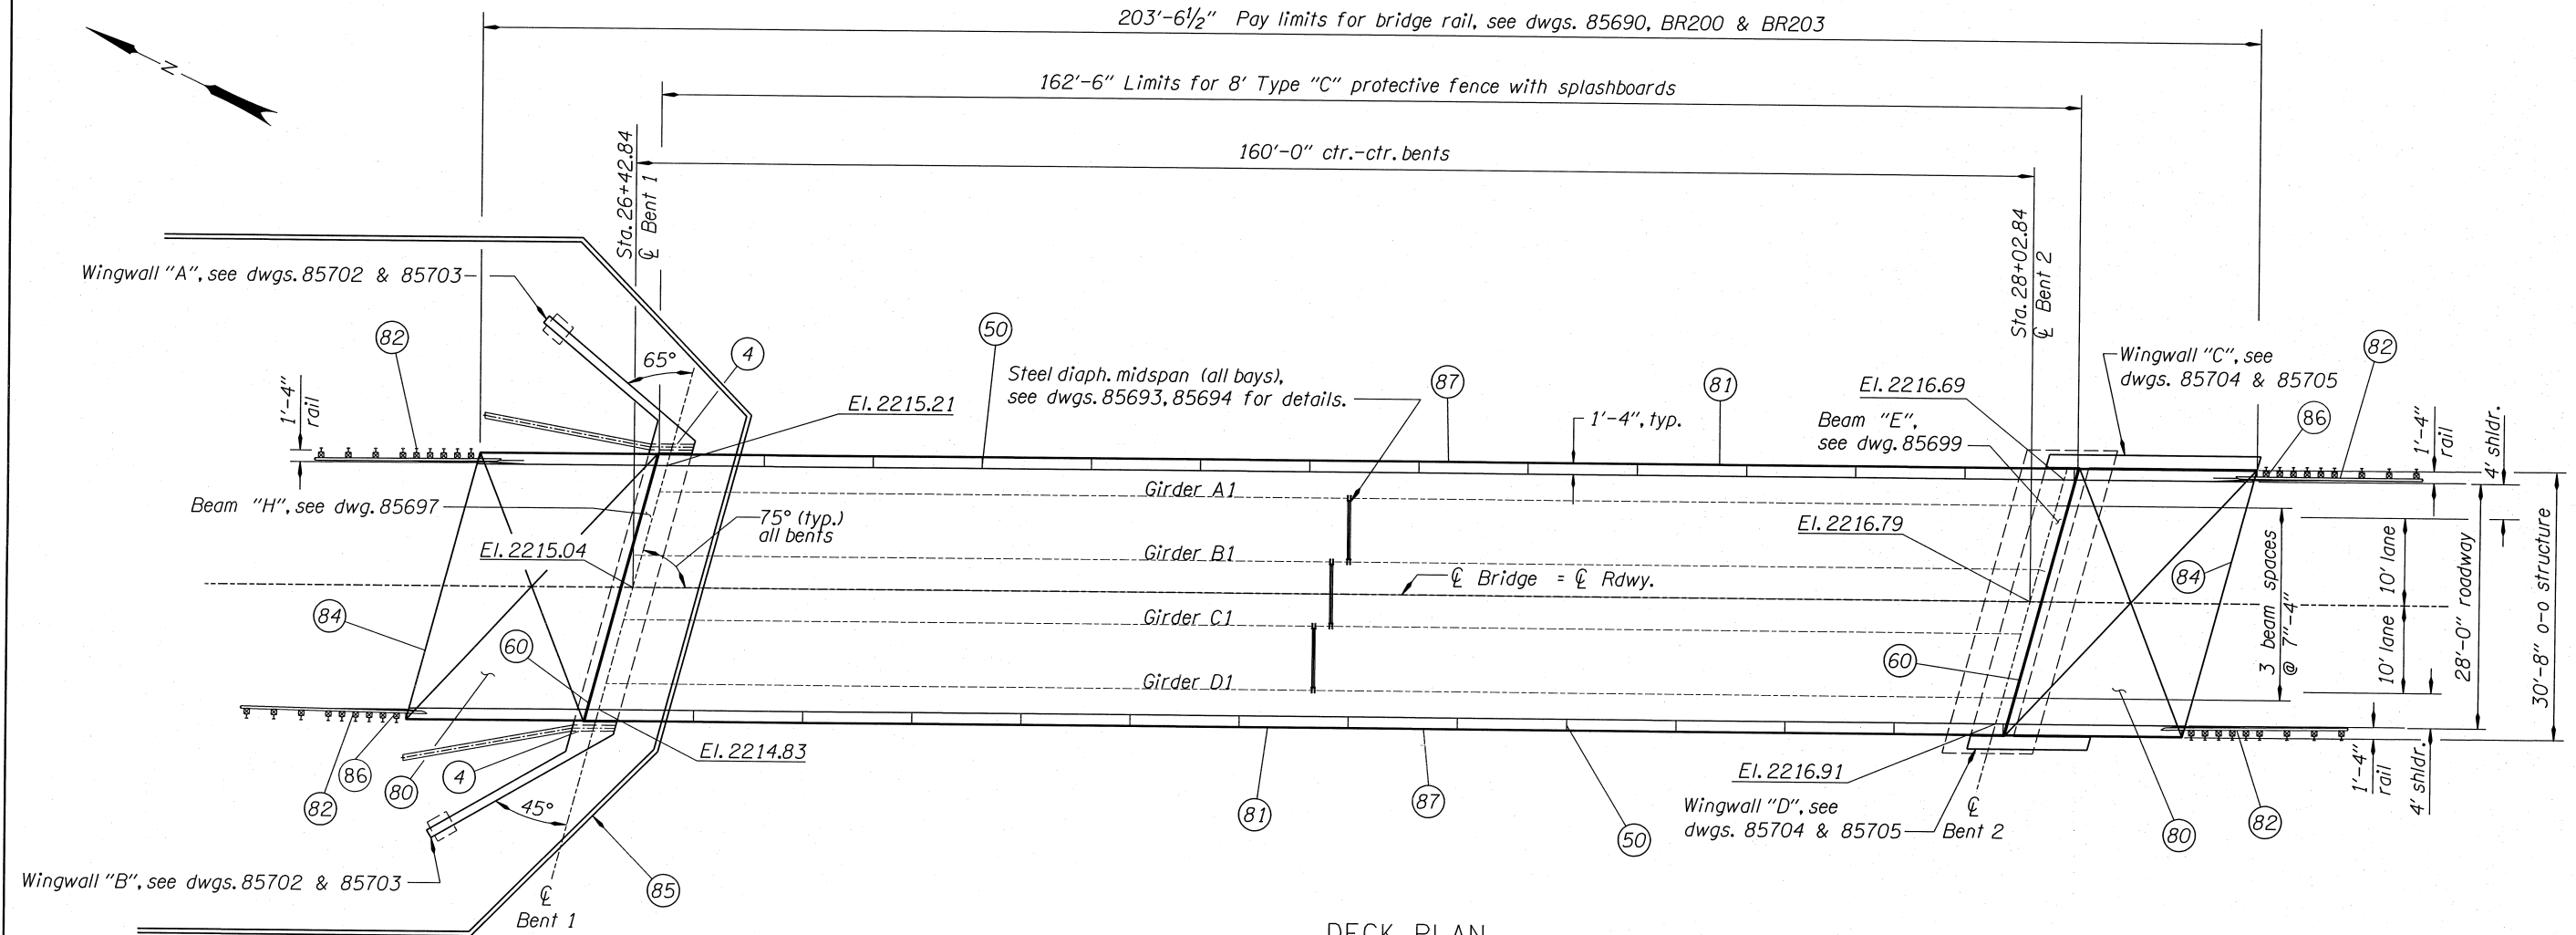 203'-6½" Pay limits for bridge rail, see dwgs. 85690, BR200 & BR203
N
162'-6" Limits for 8' Type "C" protective fence with splashboards
160'-0" ctr.-ctr. bents
Sta. 26+42.84
℄ Bent 1
Sta. 28+02.84
℄ Bent 2
Wingwall "A", see dwgs. 85702 & 85703
82
65°
4
50
Steel diaph. midspan (all bays),
see dwgs. 85693, 85694 for details.
87
81
El. 2216.69
Wingwall "C", see
dwgs. 85704 & 85705
82
1'-4"
rail
El. 2215.21
1'-4", typ.
Beam "E",
see dwg. 85699
86
1'-4"
rail
4' shldr.
Beam "H", see dwg. 85697
75° (typ.)
all bents
Girder A1
El. 2216.79
El. 2215.04
Girder B1
℄ Bridge = ℄ Rdwy.
84
3 beam spaces
@ 7'-4"
10' lane
10' lane
28'-0" roadway
30'-8" o-o structure
84
60
Girder C1
60
Girder D1
El. 2214.83
86
80
4
82
45°
81
87
50
El. 2216.91
Wingwall "D", see
dwgs. 85704 & 85705
℄
Bent 2
80
82
1'-4"
rail
4' shldr.
Wingwall "B", see dwgs. 85702 & 85703
85
℄
Bent 1
DECK PLAN